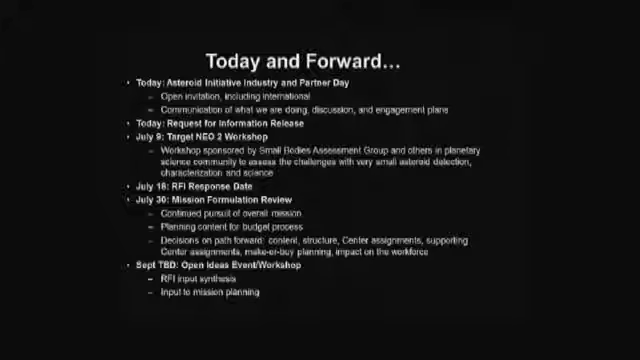 Today and Forward…
• Today: Asteroid Initiative Industry and Partner Day
– Open invitation, including international
– Communication of what we are doing, discussion, and engagement plans
• Today: Request for Information Release
• July 9: Target NEO 2 Workshop
– Workshop sponsored by Small Bodies Assessment Group and others in planetary
science community to assess the challenges with very small asteroid detection,
characterization and science
• July 18: RFI Response Date
• July 30: Mission Formulation Review
– Continued pursuit of overall mission
– Planning content for budget process
– Decisions on path forward: content, structure, Center assignments, supporting
Center assignments, make-or-buy planning, impact on the workforce
• Sept TBD: Open Ideas Event/Workshop
– RFI input synthesis
– Input to mission planning